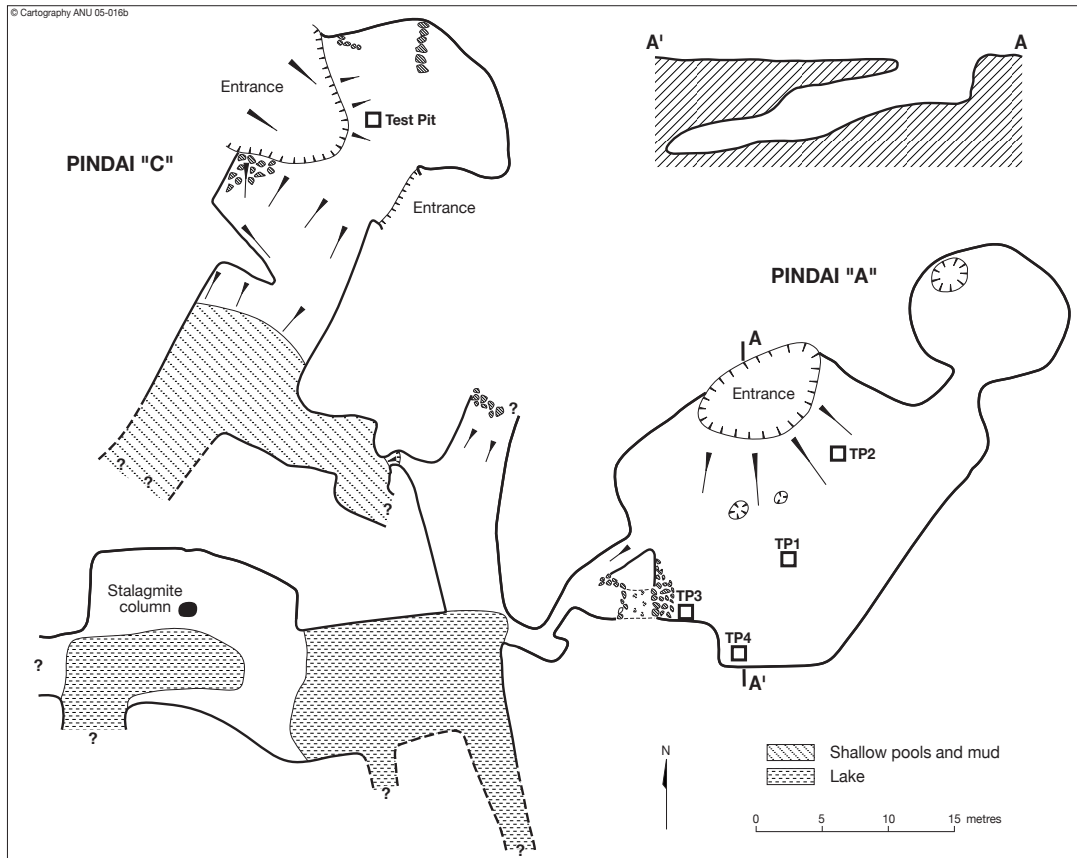 © Cartography ANU 05-016b
A'
A
Entrance
Test Pit
PINDAI "C"
Entrance
PINDAI "A"
A
Entrance
TP2
?
?
?
?
TP1
Stalagmite
column
TP3
TP4
?
A'
?
?
?
N
Shallow pools and mud
Lake
0 5 10 15 metres